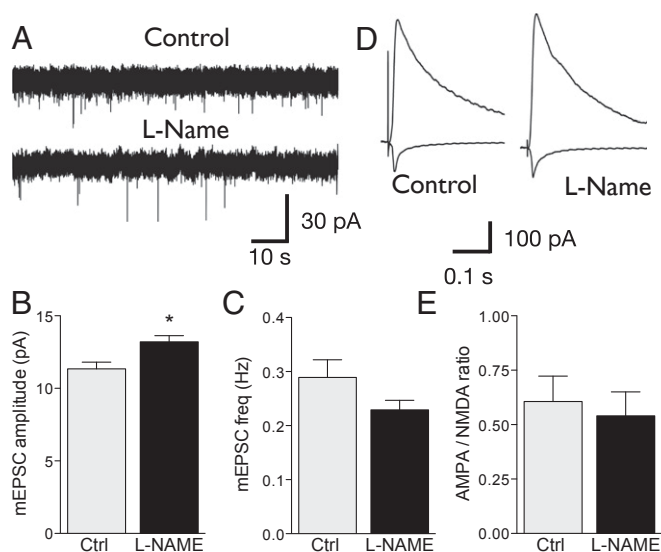 A
Control
L-Name
30 pA
10 s
D
Control
L-Name
100 pA
0.1 s
B
mEPSC amplitude (pA)
15
*
10
5
0
Ctrl
L-NAME
C
mEPSC freq (Hz)
0.4
0.3
0.2
0.1
0.0
Ctrl
L-NAME
E
AMPA / NMDA ratio
1.00
0.75
0.50
0.25
0.00
Ctrl
L-NAME